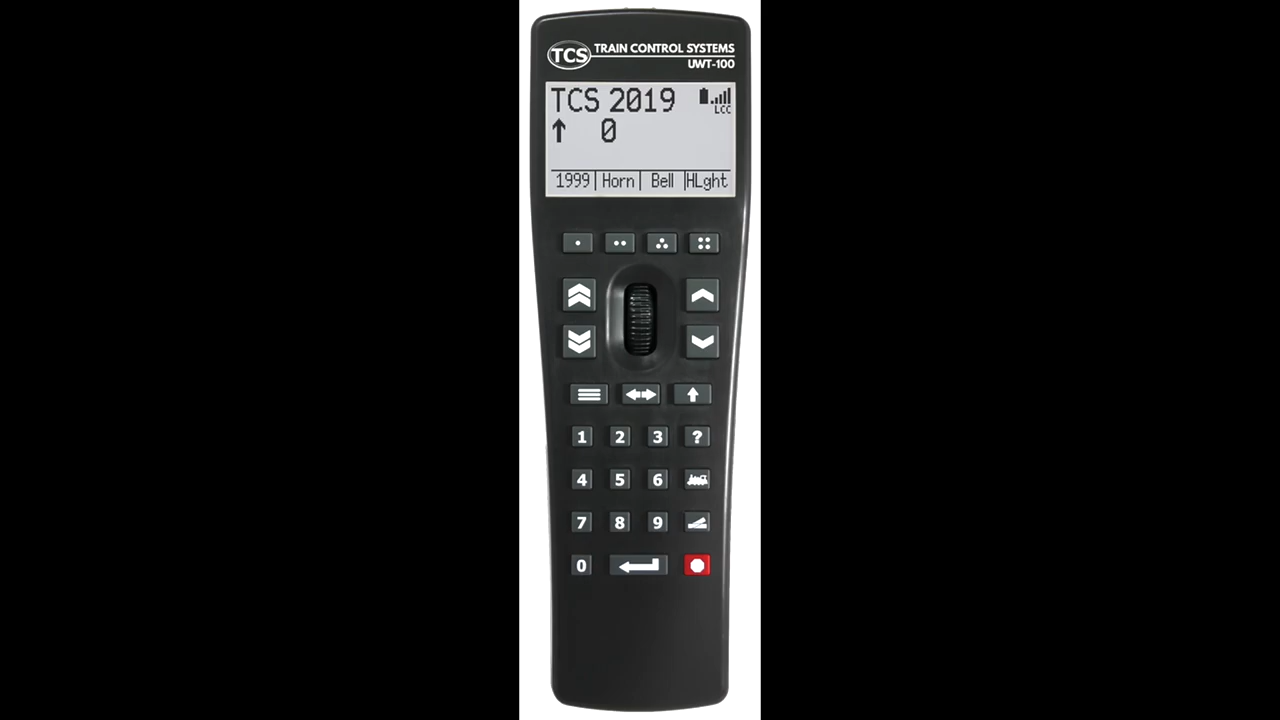 TCS TRAIN CONTROL SYSTEMS
UWT-100
TCS 2019
LCC
↑ 0
1999 | Horn | Bell | HLght
1 2 3 ?
4 5 6
7 8 9
0